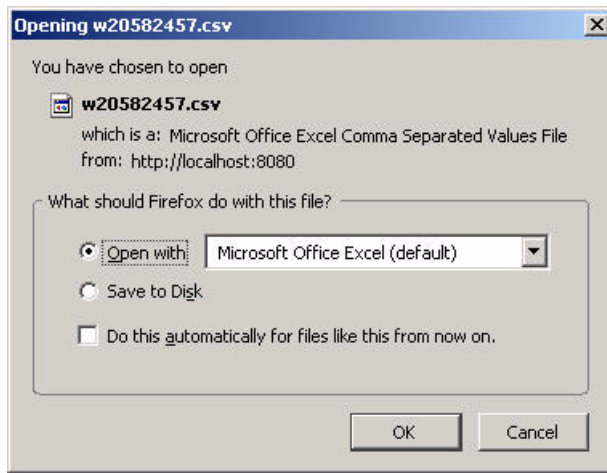 Opening w20582457.csv
You have chosen to open
w20582457.csv
which is a: Microsoft Office Excel Comma Separated Values File
from: http://localhost:8080
What should Firefox do with this file?
Open with Microsoft Office Excel (default)
Save to Disk
Do this automatically for files like this from now on.
OK Cancel